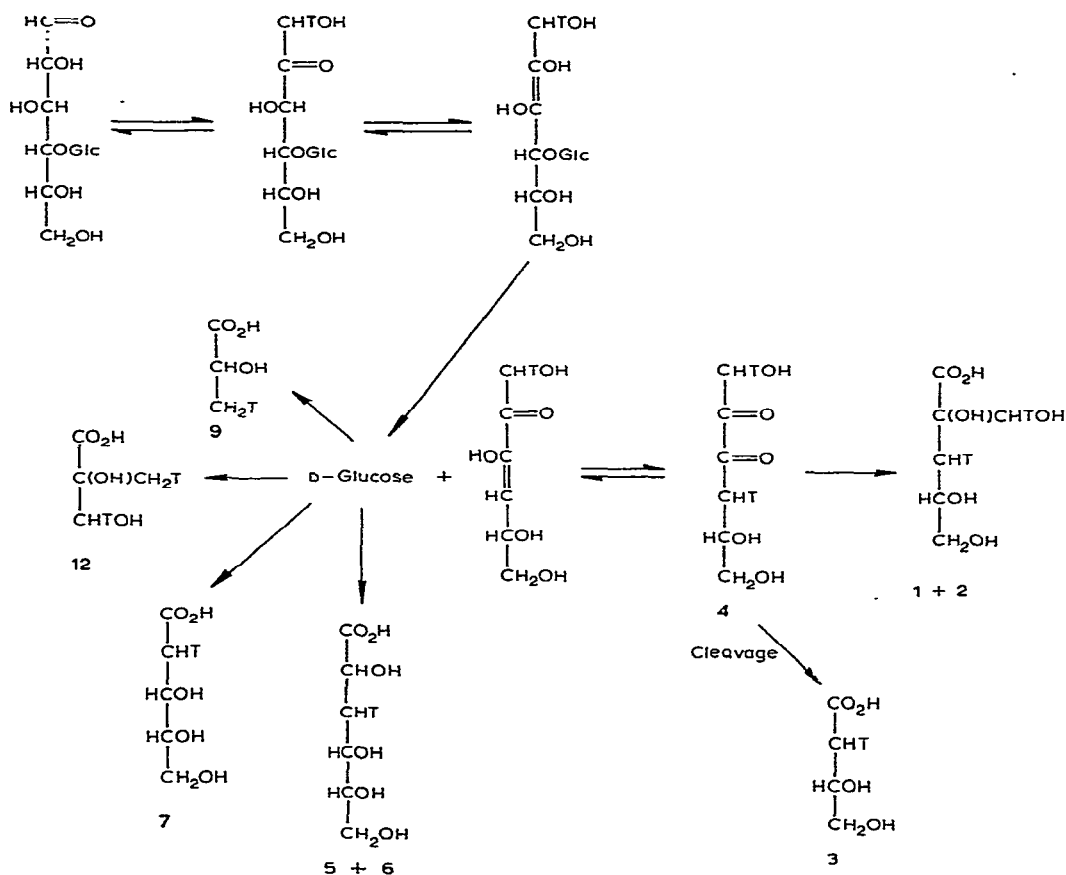 HC=O
HCOH
HOCH
HCOGlc
HCOH
CH2OH
CHTOH
C=O
HOCH
HCOGlc
HCOH
CH2OH
CHTOH
COH
HOC
HCOGlc
HCOH
CH2OH
CO2H
CHOH
CH2T
9
CO2H
C(OH)CH2T
CHTOH
12
D-Glucose +
CHTOH
C=O
HOC
HC
HCOH
CH2OH
CHTOH
C=O
C=O
CHT
HCOH
CH2OH
4
CO2H
C(OH)CHTOH
CHT
HCOH
CH2OH
1 + 2
Cleavage
CO2H
CHT
HCOH
HCOH
CH2OH
7
CO2H
CHOH
CHT
HCOH
HCOH
CH2OH
5 + 6
CO2H
CHT
HCOH
CH2OH
3